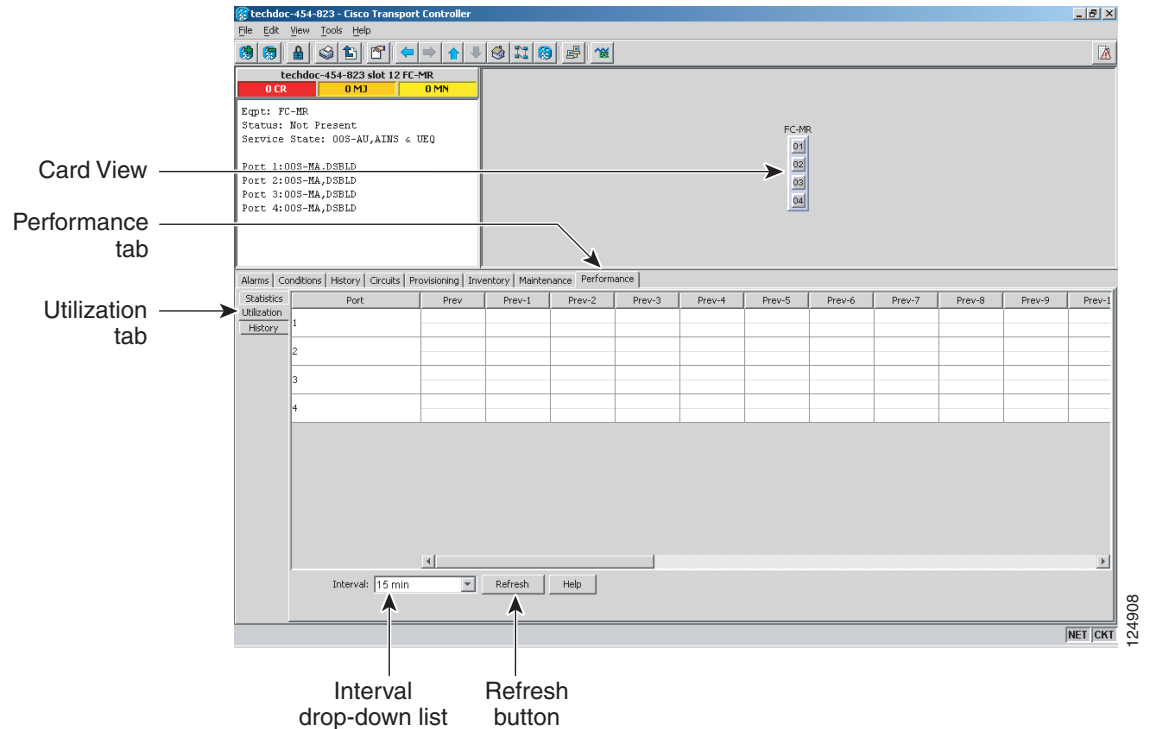 techdoc-454-823 - Cisco Transport Controller
File Edit View Tools Help
techdoc-454-823 slot 12 FC-MR
0 CR 0 MJ 0 MN
Eqpt: FC-MR
Status: Not Present
Service State: OOS-AU,AINS & UEQ
Port 1:OOS-MA.DSBLD
Port 2:OOS-MA,DSBLD
Port 3:OOS-MA,DSBLD
Port 4:OOS-MA,DSBLD
FC-MR
01
02
03
04
Card View
Performance
tab
Utilization
tab
Alarms Conditions History Circuits Provisioning Inventory Maintenance Performance
Statistics
Utilization
History
Port Prev Prev-1 Prev-2 Prev-3 Prev-4 Prev-5 Prev-6 Prev-7 Prev-8 Prev-9 Prev-1
1
2
3
4
Interval: 15 min Refresh Help
NET CKT
124908
Interval
drop-down list
Refresh
button